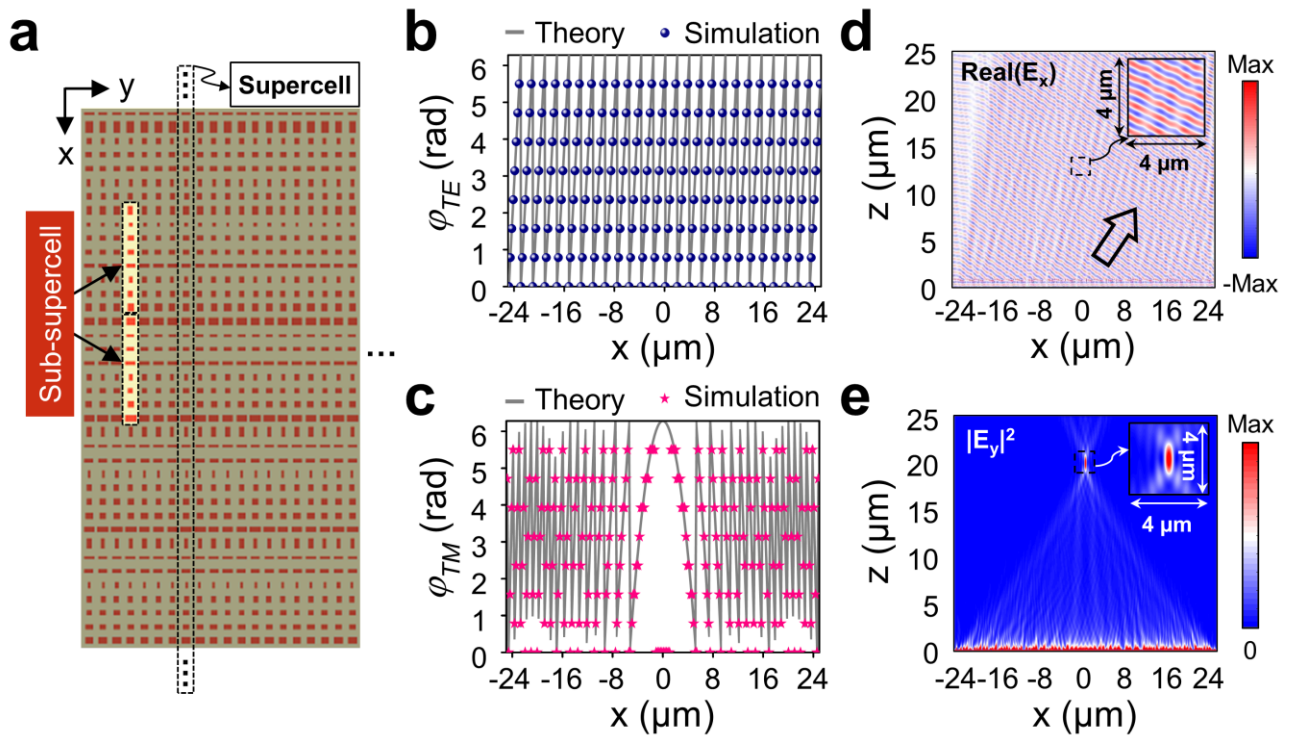 a
y
x
Supercell
Sub-supercell
...
b
Theory Simulation
φTE (rad)
6
5
4
3
2
1
0
-24 -16 -8 0 8 16 24
x (μm)
c
Theory Simulation
φTM (rad)
6
5
4
3
2
1
0
-24 -16 -8 0 8 16 24
x (μm)
d
Real(Ex)
4 μm
4 μm
z (μm)
25
20
15
10
5
0
-24 -16 -8 0 8 16 24
x (μm)
Max
-Max
e
|Ey|²
4 μm
4 μm
z (μm)
25
20
15
10
5
0
-24 -16 -8 0 8 16 24
x (μm)
Max
0